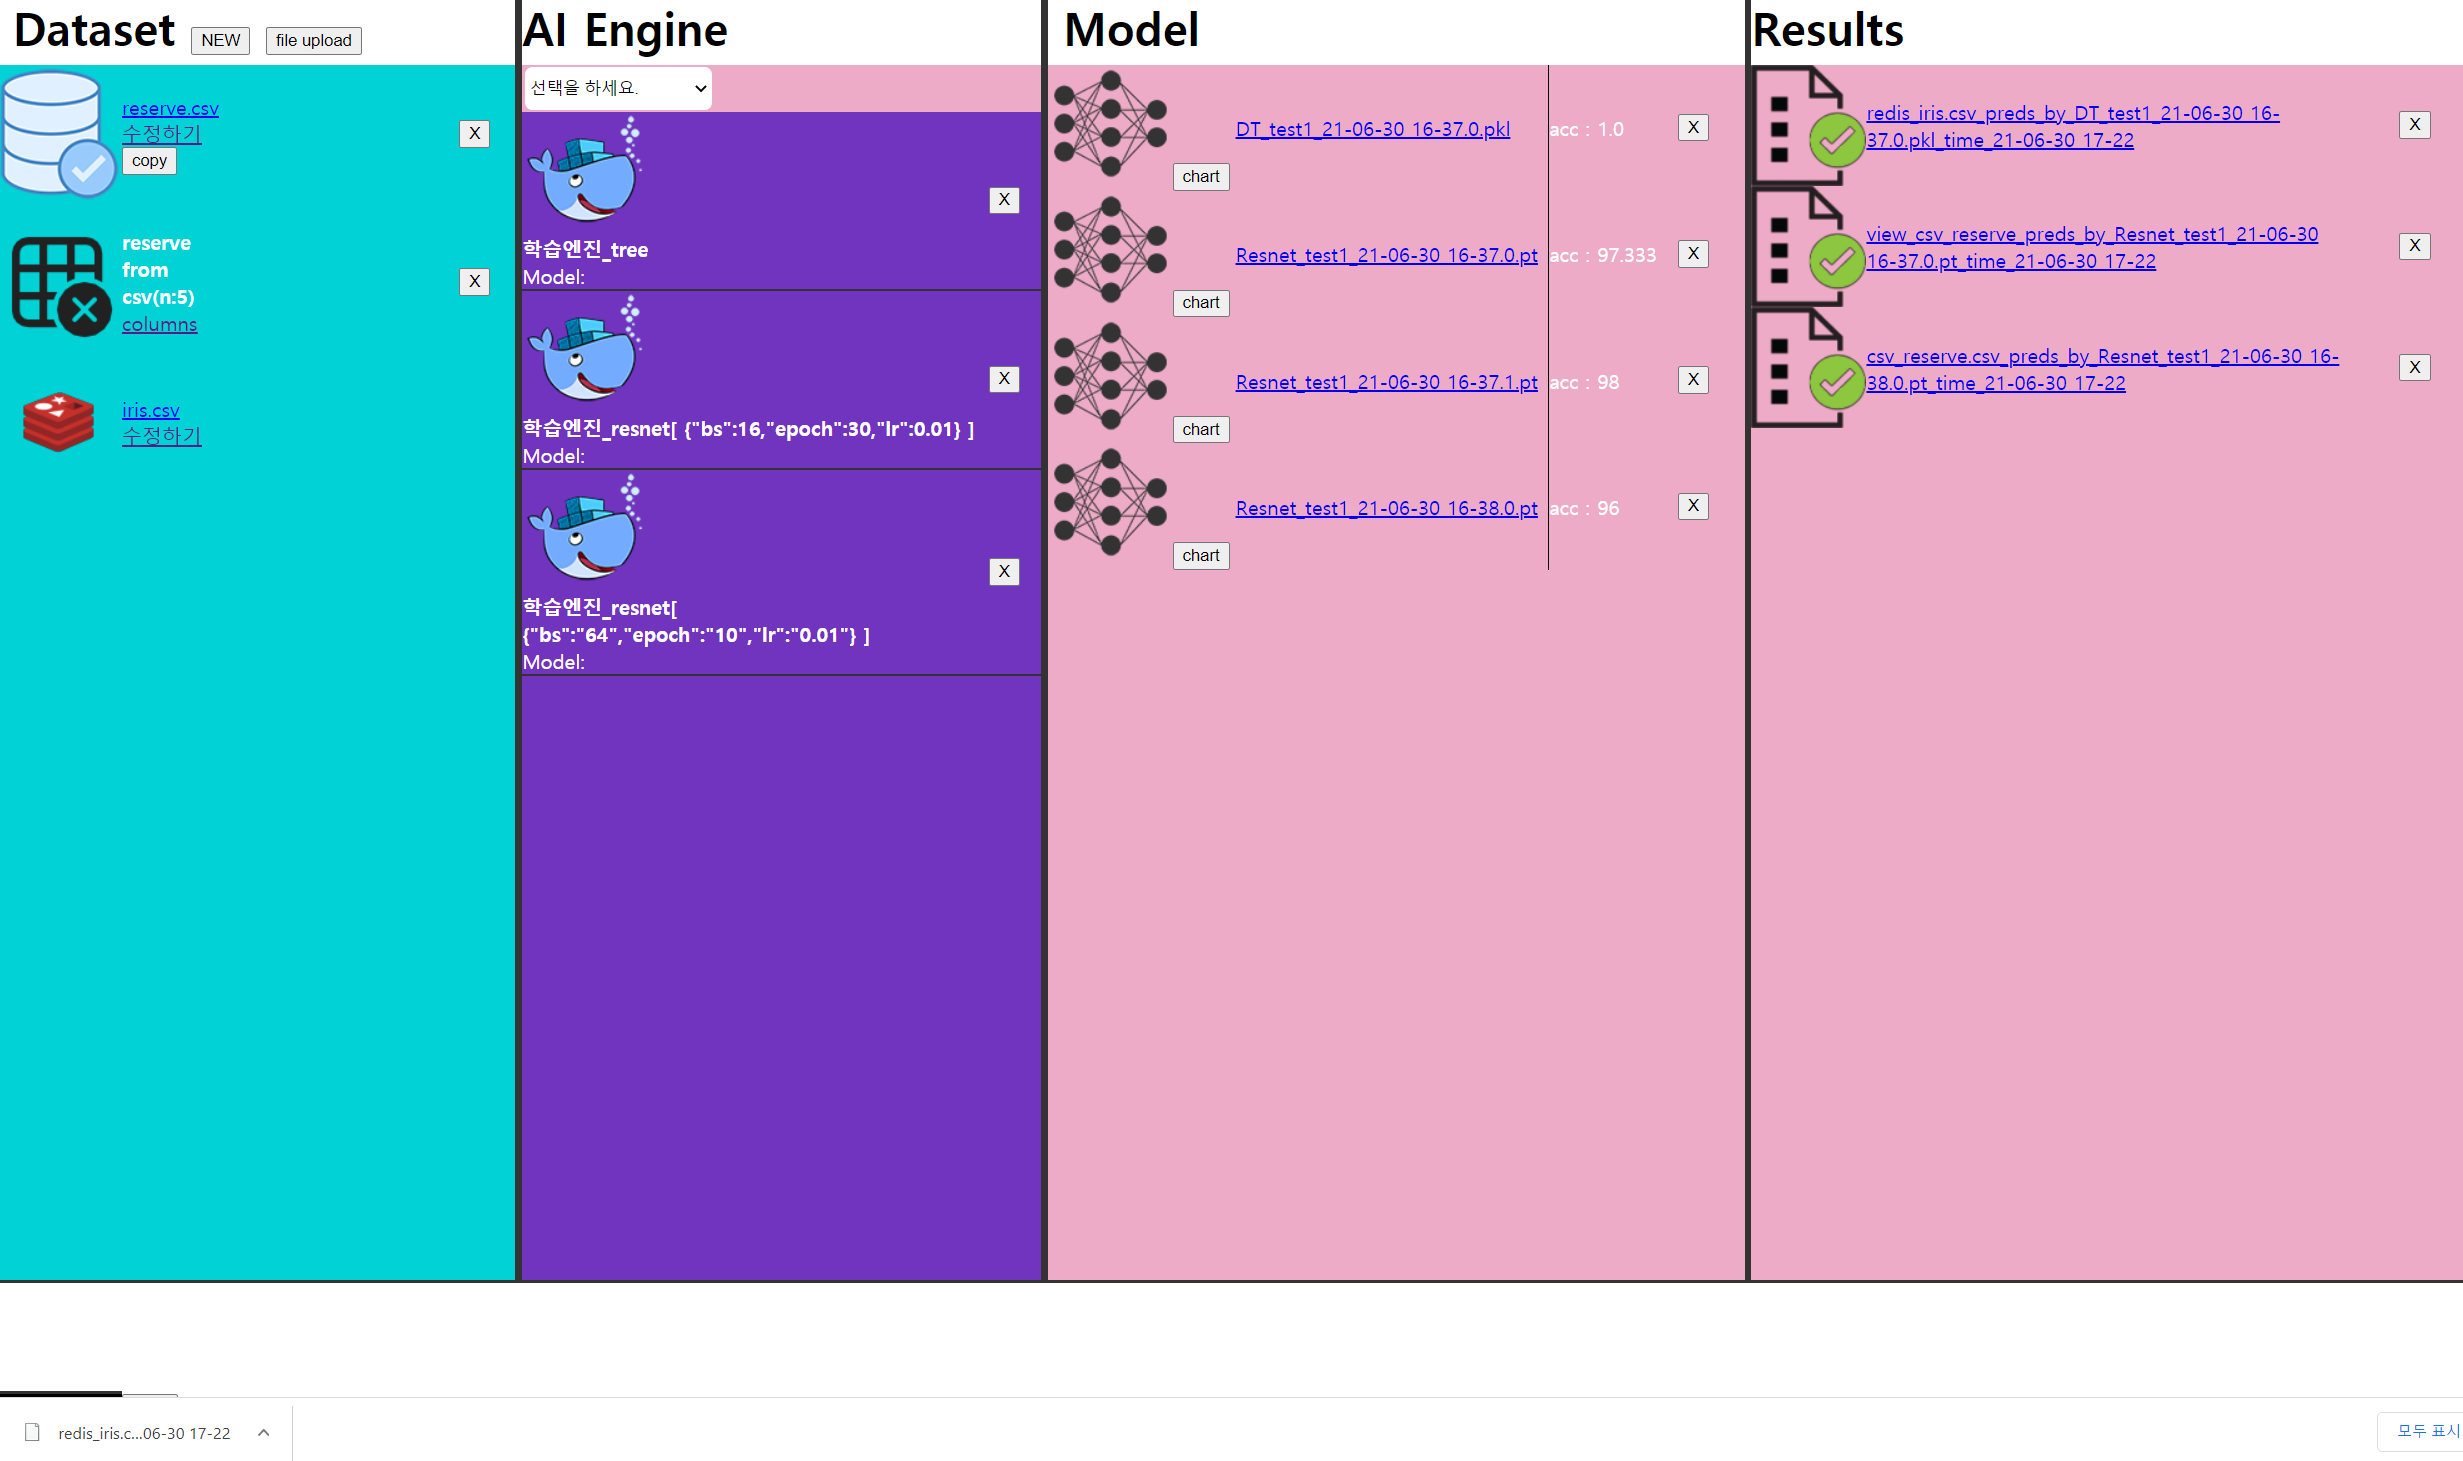 Dataset NEW file upload
reserve.csv
수정하기
copy
X
reserve
from
csv(n:5)
columns
X
iris.csv
수정하기
AI Engine
선택을 하세요.
X
학습엔진_tree
Model:
X
학습엔진_resnet[ {"bs":16,"epoch":30,"lr":0.01} ]
Model:
X
학습엔진_resnet[
{"bs":"64","epoch":"10","lr":"0.01"} ]
Model:
Model
DT_test1_21-06-30 16-37.0.pkl acc : 1.0 X
chart
Resnet_test1_21-06-30 16-37.0.pt acc : 97.333 X
chart
Resnet_test1_21-06-30 16-37.1.pt acc : 98 X
chart
Resnet_test1_21-06-30 16-38.0.pt acc : 96 X
chart
Results
redis_iris.csv_preds_by_DT_test1_21-06-30 16-
37.0.pkl_time_21-06-30 17-22
X
view_csv_reserve_preds_by_Resnet_test1_21-06-30
16-37.0.pt_time_21-06-30 17-22
X
csv_reserve.csv_preds_by_Resnet_test1_21-06-30 16-
38.0.pt_time_21-06-30 17-22
X
redis_iris.c...06-30 17-22
모두 표시